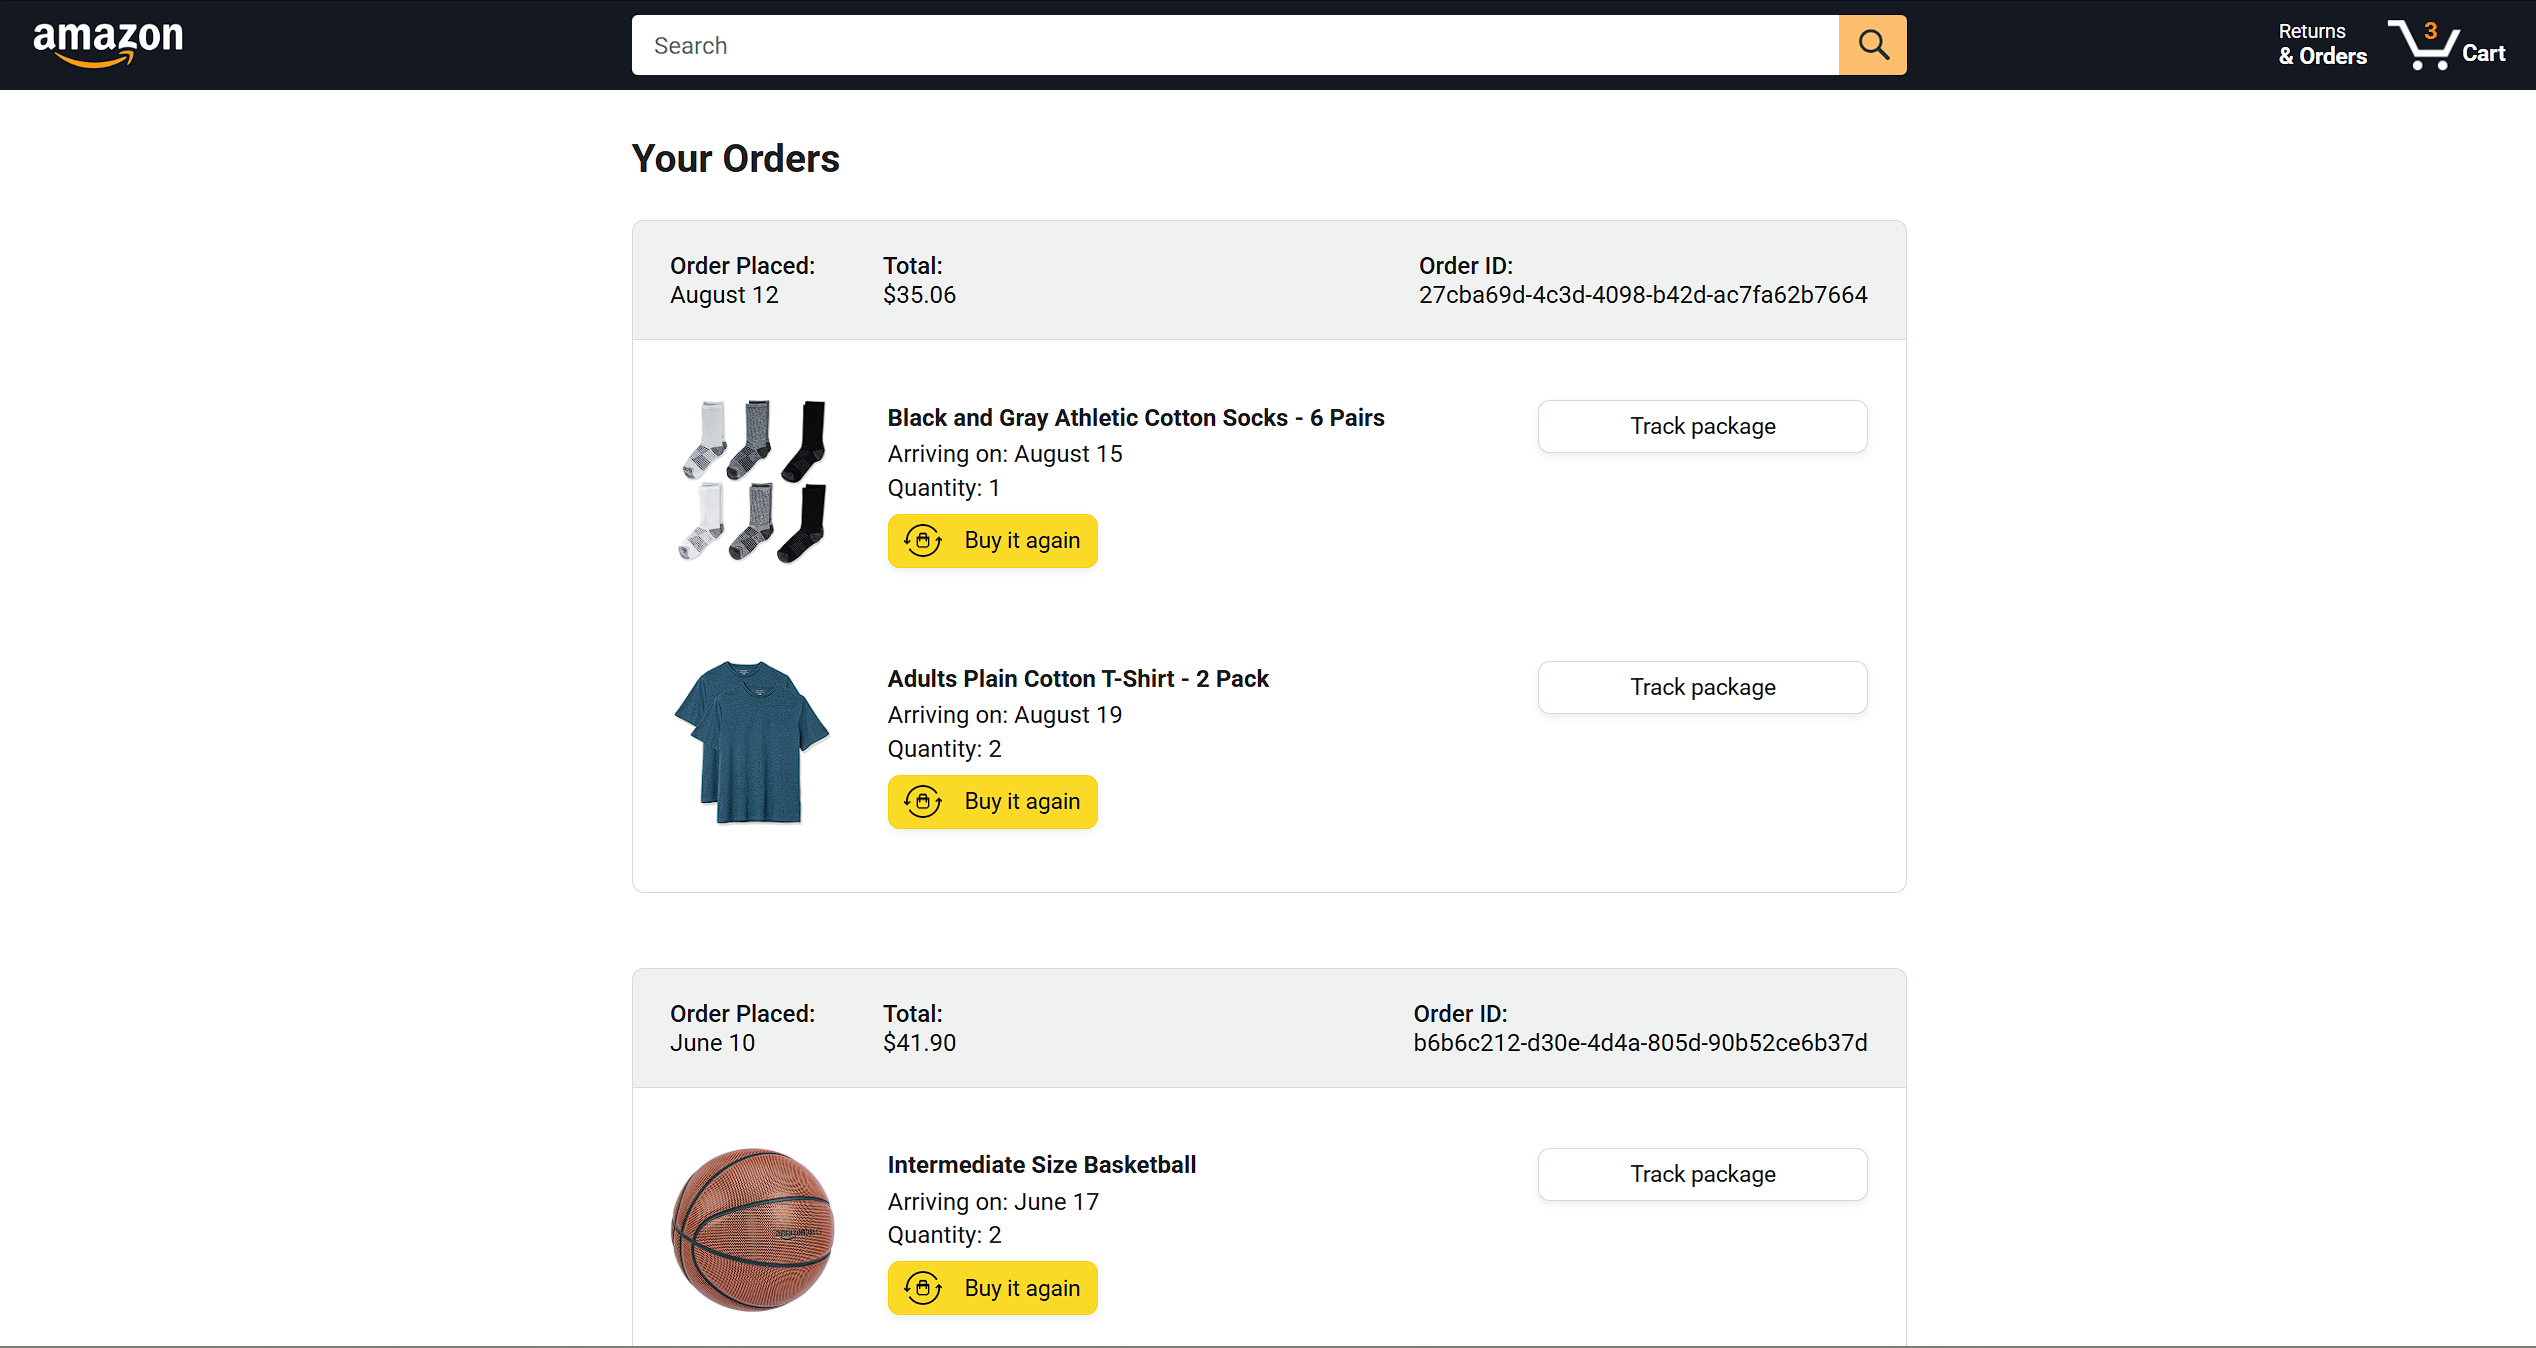 amazon
Search
Returns
& Orders
3
Cart
Your Orders
Order Placed:
August 12
Total:
$35.06
Order ID:
27cba69d-4c3d-4098-b42d-ac7fa62b7664
Black and Gray Athletic Cotton Socks - 6 Pairs
Arriving on: August 15
Quantity: 1
Buy it again
Track package
Adults Plain Cotton T-Shirt - 2 Pack
Arriving on: August 19
Quantity: 2
Buy it again
Track package
Order Placed:
June 10
Total:
$41.90
Order ID:
b6b6c212-d30e-4d4a-805d-90b52ce6b37d
Intermediate Size Basketball
Arriving on: June 17
Quantity: 2
Buy it again
Track package